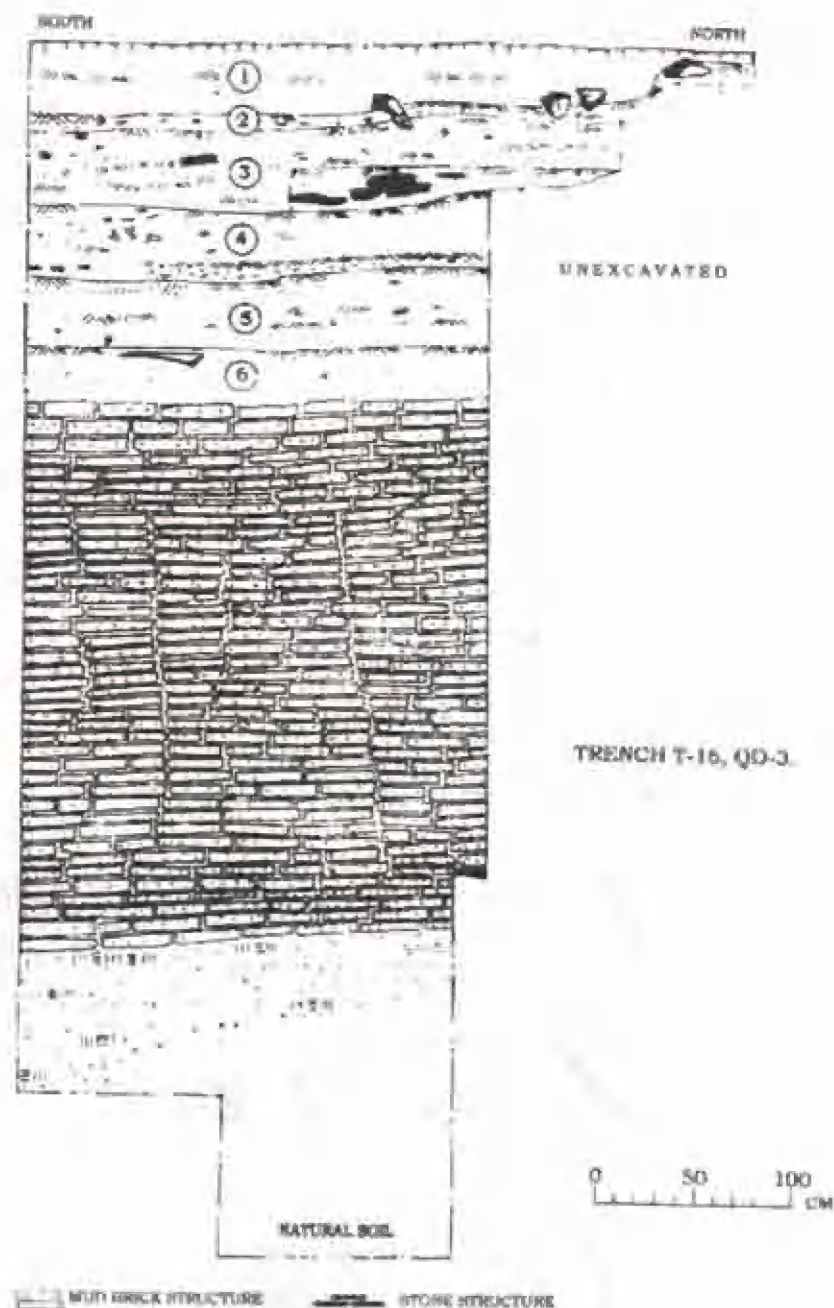 SOUTH
NORTH
1
2
3
4
UNEXCAVATED
5
6
TRENCH T-16, QD-3.
0 50 100
CM
NATURAL SOIL
MUD BRICK STRUCTURE STONE STRUCTURE